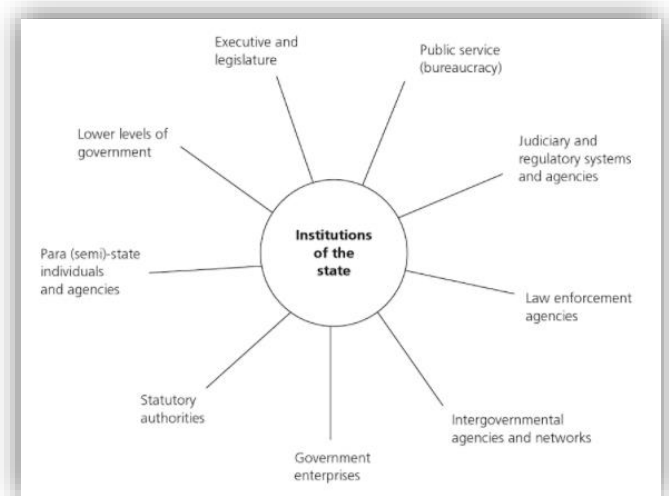 Executive and
legislature
Public service
(bureaucracy)
Lower levels of
government
Judiciary and
regulatory systems
and agencies
Institutions
of the
state
Para (semi)-state
individuals
and agencies
Law enforcement
agencies
Statutory
authorities
Intergovernmental
agencies and networks
Government
enterprises